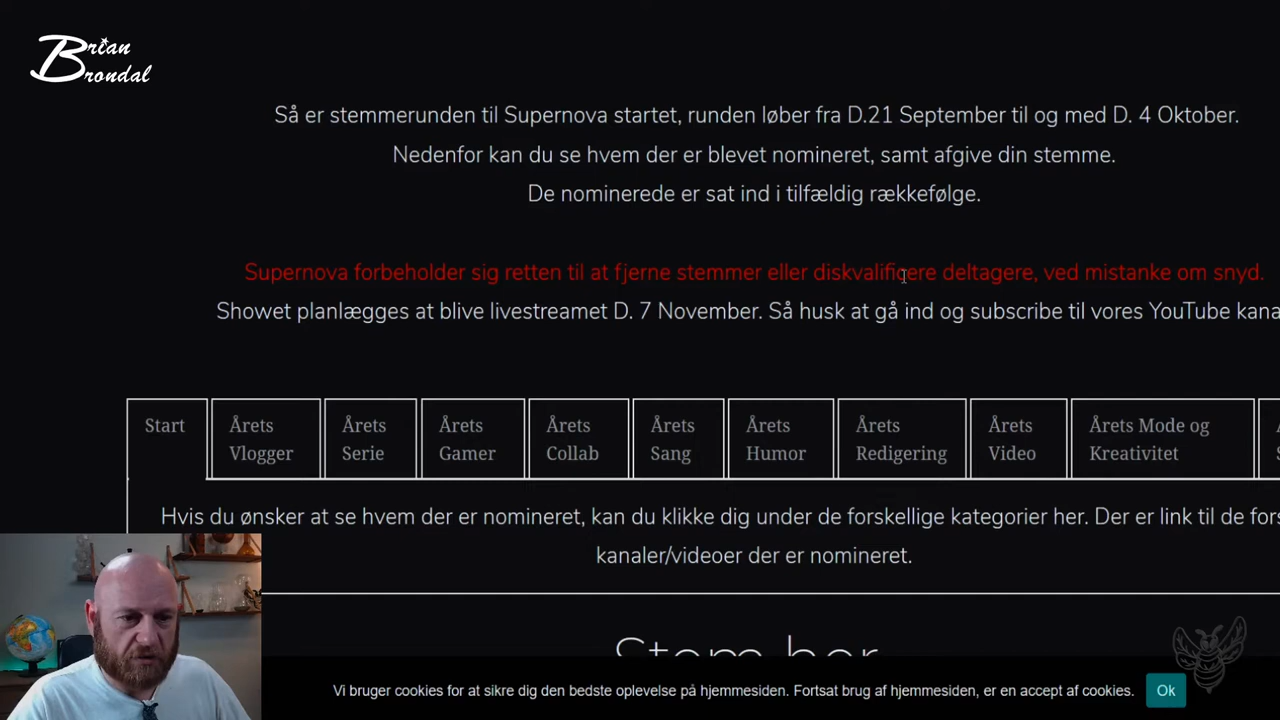 Brian
Brondal
Så er stemmerunden til Supernova startet, runden løber fra D.21 September til og med D. 4 Oktober.
Nedenfor kan du se hvem der er blevet nomineret, samt afgive din stemme.
De nominerede er sat ind i tilfældig rækkefølge.
Supernova forbeholder sig retten til at fjerne stemmer eller diskvalificere deltagere, ved mistanke om snyd.
Showet planlægges at blive livestreamet D. 7 November. Så husk at gå ind og subscribe til vores YouTube kana
Start
Årets Vlogger
Årets Serie
Årets Gamer
Årets Collab
Årets Sang
Årets Humor
Årets Redigering
Årets Video
Årets Mode og Kreativitet
Hvis du ønsker at se hvem der er nomineret, kan du klikke dig under de forskellige kategorier her. Der er link til de fors
kanaler/videoer der er nomineret.
Stem her
Vi bruger cookies for at sikre dig den bedste oplevelse på hjemmesiden. Fortsat brug af hjemmesiden, er en accept af cookies.
Ok